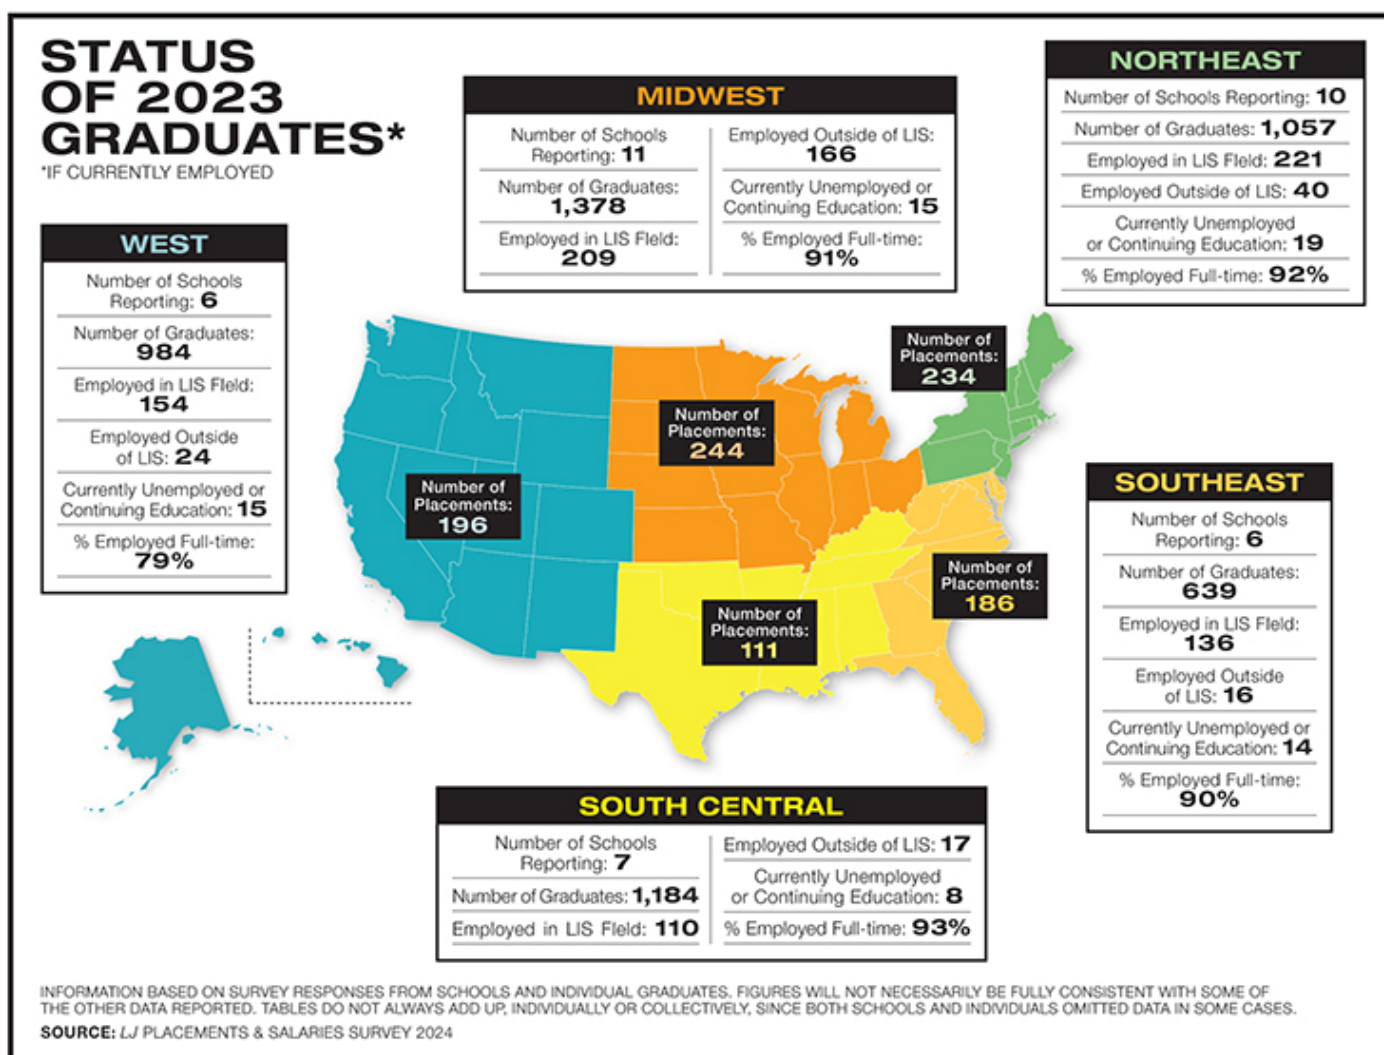 STATUS
OF 2023
GRADUATES*
*IF CURRENTLY EMPLOYED
WEST
Number of Schools
Reporting: 6
Number of Graduates:
984
Employed in LIS FIeld:
154
Employed Outside
of LIS: 24
Currently Unemployed or
Continuing Education: 15
% Employed Full-time:
79%
MIDWEST
Number of Schools
Reporting: 11
Number of Graduates:
1,378
Employed in LIS FIeld:
209
Employed Outside of LIS:
166
Currently Unemployed or
Continuing Education: 15
% Employed Full-time:
91%
NORTHEAST
Number of Schools Reporting: 10
Number of Graduates: 1,057
Employed in LIS FIeld: 221
Employed Outside of LIS: 40
Currently Unemployed
or Continuing Education: 19
% Employed Full-time: 92%
Number of
Placements:
234
Number of
Placements:
244
Number of
Placements:
196
Number of
Placements:
186
Number of
Placements:
111
SOUTHEAST
Number of Schools
Reporting: 6
Number of Graduates:
639
Employed in LIS FIeld:
136
Employed Outside
of LIS: 16
Currently Unemployed or
Continuing Education: 14
% Employed Full-time:
90%
SOUTH CENTRAL
Number of Schools
Reporting: 7
Number of Graduates: 1,184
Employed in LIS FIeld: 110
Employed Outside of LIS: 17
Currently Unemployed
or Continuing Education: 8
% Employed Full-time: 93%
INFORMATION BASED ON SURVEY RESPONSES FROM SCHOOLS AND INDIVIDUAL GRADUATES. FIGURES WILL NOT NECESSARILY BE FULLY CONSISTENT WITH SOME OF
THE OTHER DATA REPORTED. TABLES DO NOT ALWAYS ADD UP, INDIVIDUALLY OR COLLECTIVELY, SINCE BOTH SCHOOLS AND INDIVIDUALS OMITTED DATA IN SOME CASES.
SOURCE: LJ PLACEMENTS & SALARIES SURVEY 2024